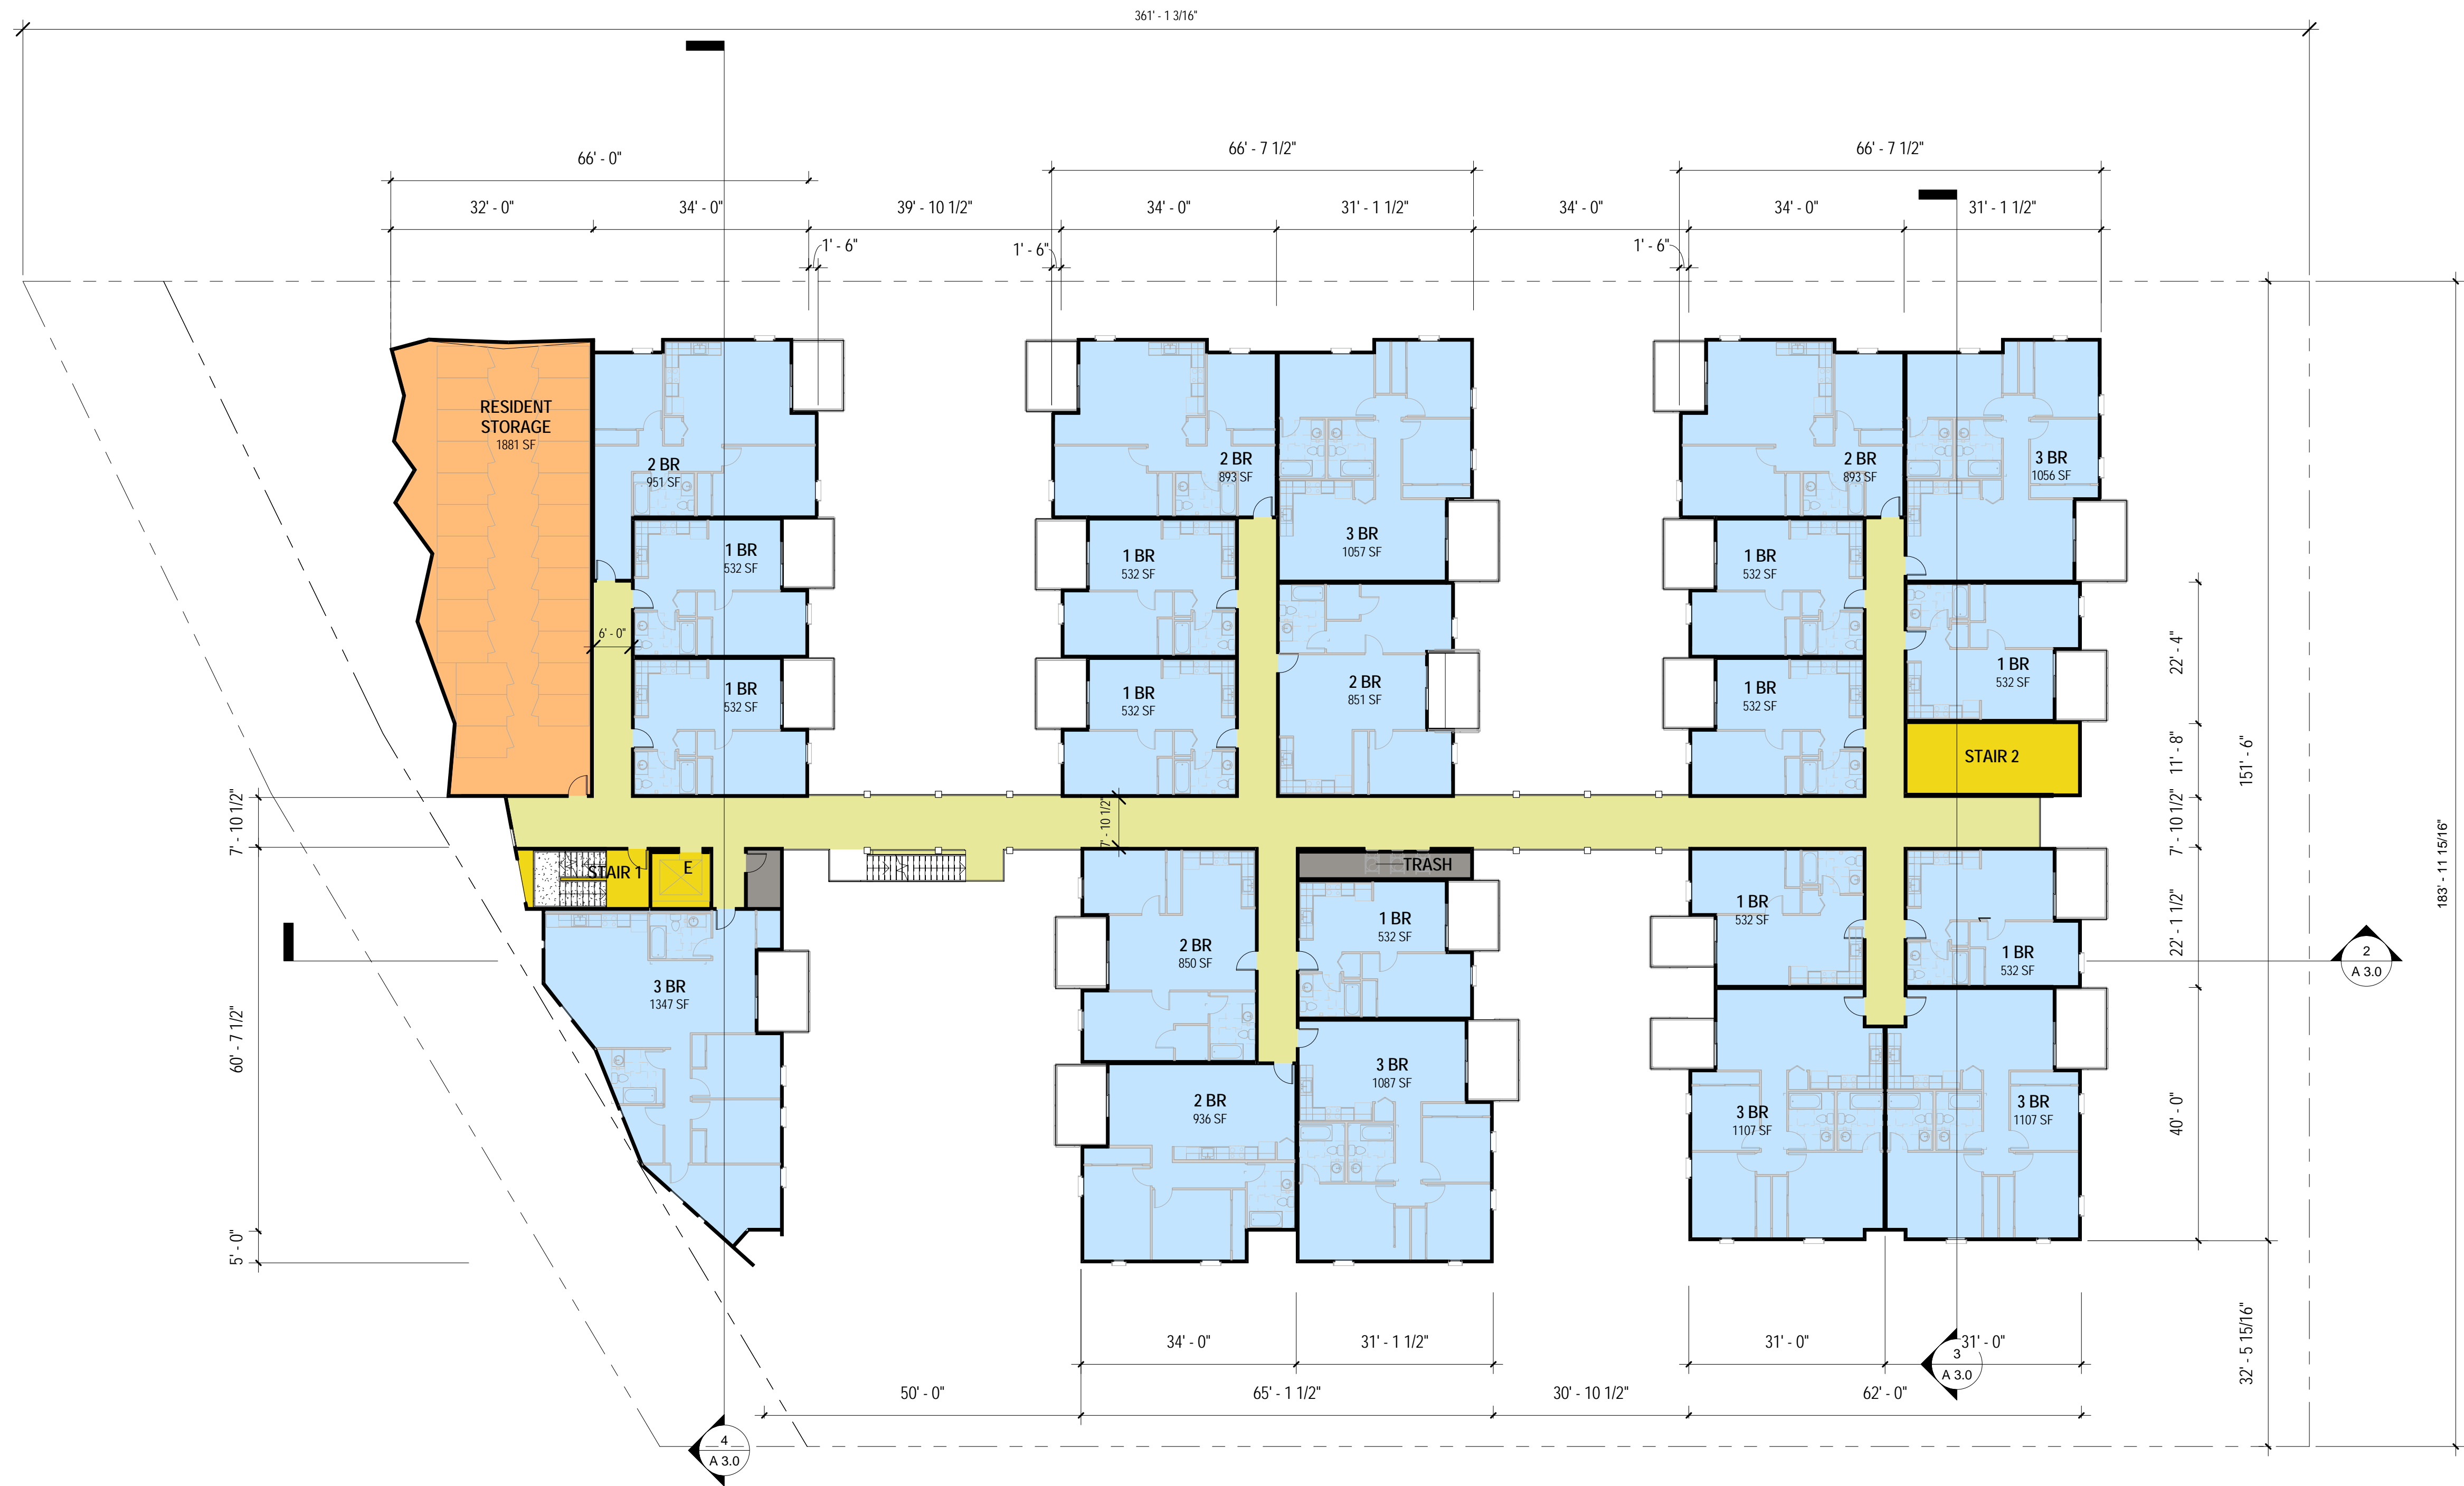 361' - 1 3/16"
66' - 0"
66' - 7 1/2"
66' - 7 1/2"
32' - 0"
34' - 0"
39' - 10 1/2"
34' - 0"
31' - 1 1/2"
34' - 0"
34' - 0"
31' - 1 1/2"
1' - 6"
1' - 6"
1' - 6"
RESIDENT
STORAGE
1881 SF
2 BR
951 SF
2 BR
893 SF
3 BR
1057 SF
2 BR
893 SF
3 BR
1056 SF
1 BR
532 SF
1 BR
532 SF
1 BR
532 SF
6' - 0"
1 BR
532 SF
1 BR
532 SF
1 BR
532 SF
2 BR
851 SF
1 BR
532 SF
1 BR
532 SF
22' - 4"
STAIR 2
11' - 8"
151' - 6"
7' - 10 1/2"
7' - 10 1/2"
7' - 10 1/2"
183' - 11 15/16"
STAIR 1
E
TRASH
3 BR
1347 SF
2 BR
850 SF
1 BR
532 SF
1 BR
532 SF
1
1 BR
532 SF
22' - 1 1/2"
2
A 3.0
60' - 7 1/2"
2 BR
936 SF
3 BR
1087 SF
3 BR
1107 SF
3 BR
1107 SF
40' - 0"
5' - 0"
34' - 0"
31' - 1 1/2"
31' - 0"
31' - 0"
3
A 3.0
32' - 5 15/16"
50' - 0"
65' - 1 1/2"
30' - 10 1/2"
62' - 0"
4
A 3.0